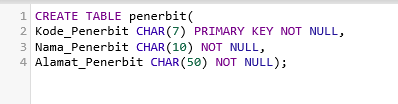 1 CREATE TABLE penerbit(
2 Kode_Penerbit CHAR(7) PRIMARY KEY NOT NULL,
3 Nama_Penerbit CHAR(10) NOT NULL,
4 Alamat_Penerbit CHAR(50) NOT NULL);